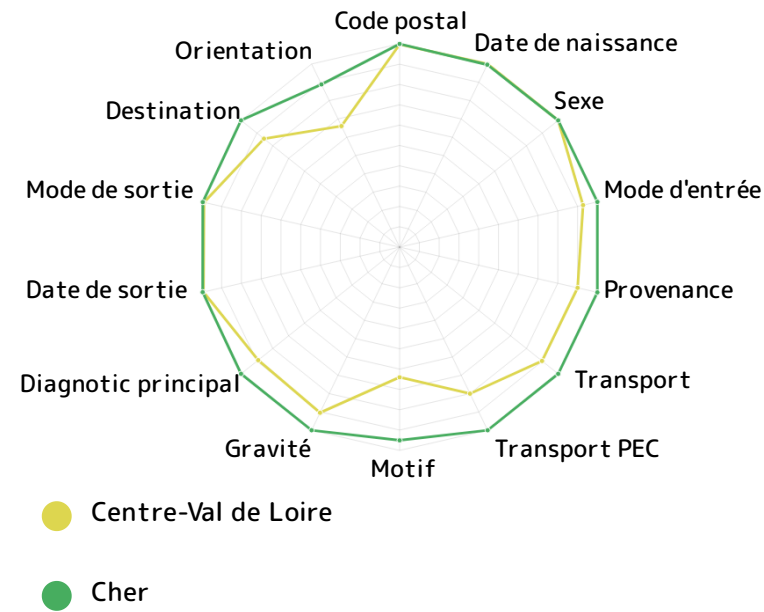 Code postal
Orientation
Date de naissance
Destination
Sexe
Mode de sortie
Mode d'entrée
Date de sortie
Provenance
Diagnotic principal
Transport
Gravité
Transport PEC
Motif
Centre-Val de Loire
Cher